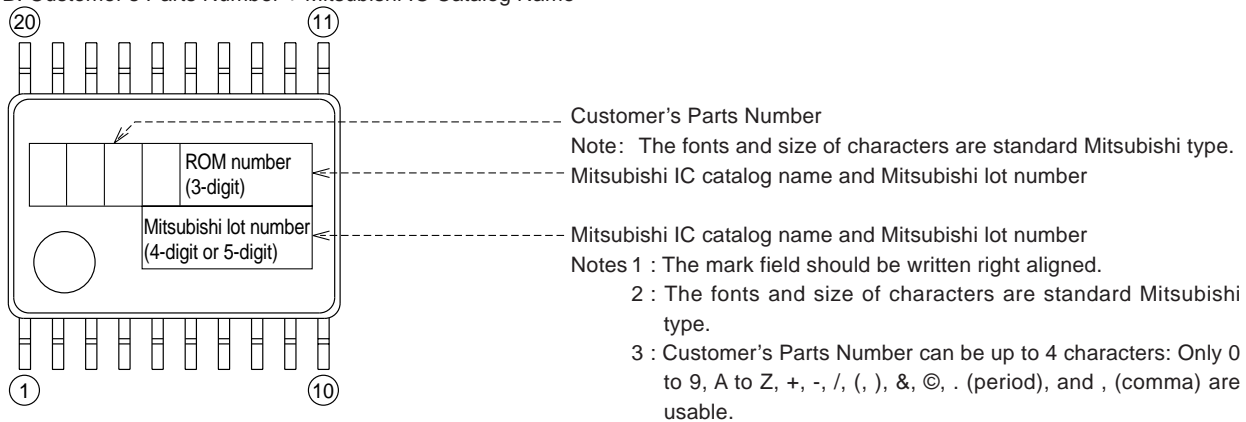 B. Customer's Parts Number + Mitsubishi IC Catalog Name
20
11
Customer's Parts Number
Note: The fonts and size of characters are standard Mitsubishi type.
ROM number
(3-digit)
Mitsubishi IC catalog name and Mitsubishi lot number
Mitsubishi lot number
(4-digit or 5-digit)
Mitsubishi IC catalog name and Mitsubishi lot number
Notes 1 : The mark field should be written right aligned.
2 : The fonts and size of characters are standard Mitsubishi
type.
3 : Customer's Parts Number can be up to 4 characters: Only 0
to 9, A to Z, +, -, /, (, ), &, ©, . (period), and , (comma) are
usable.
1
10